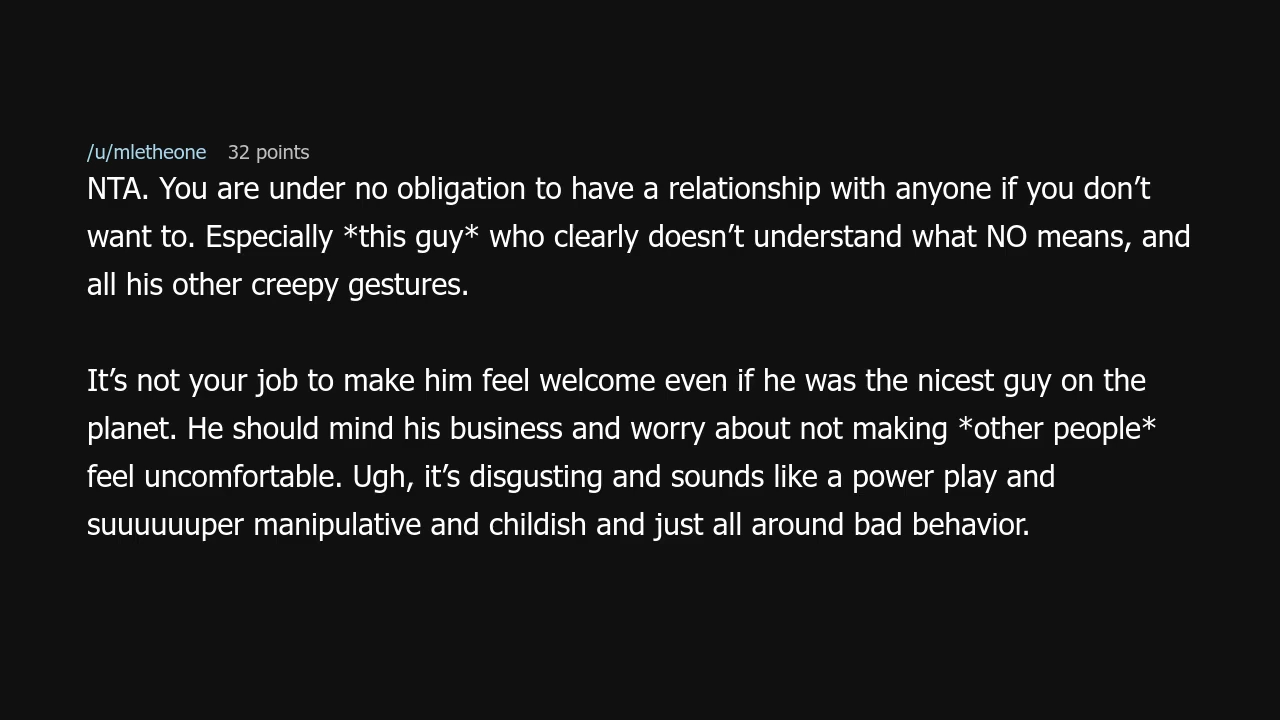 /u/mletheone 32 points
NTA. You are under no obligation to have a relationship with anyone if you don’t
want to. Especially *this guy* who clearly doesn’t understand what NO means, and
all his other creepy gestures.
It’s not your job to make him feel welcome even if he was the nicest guy on the
planet. He should mind his business and worry about not making *other people*
feel uncomfortable. Ugh, it’s disgusting and sounds like a power play and
suuuuuuper manipulative and childish and just all around bad behavior.